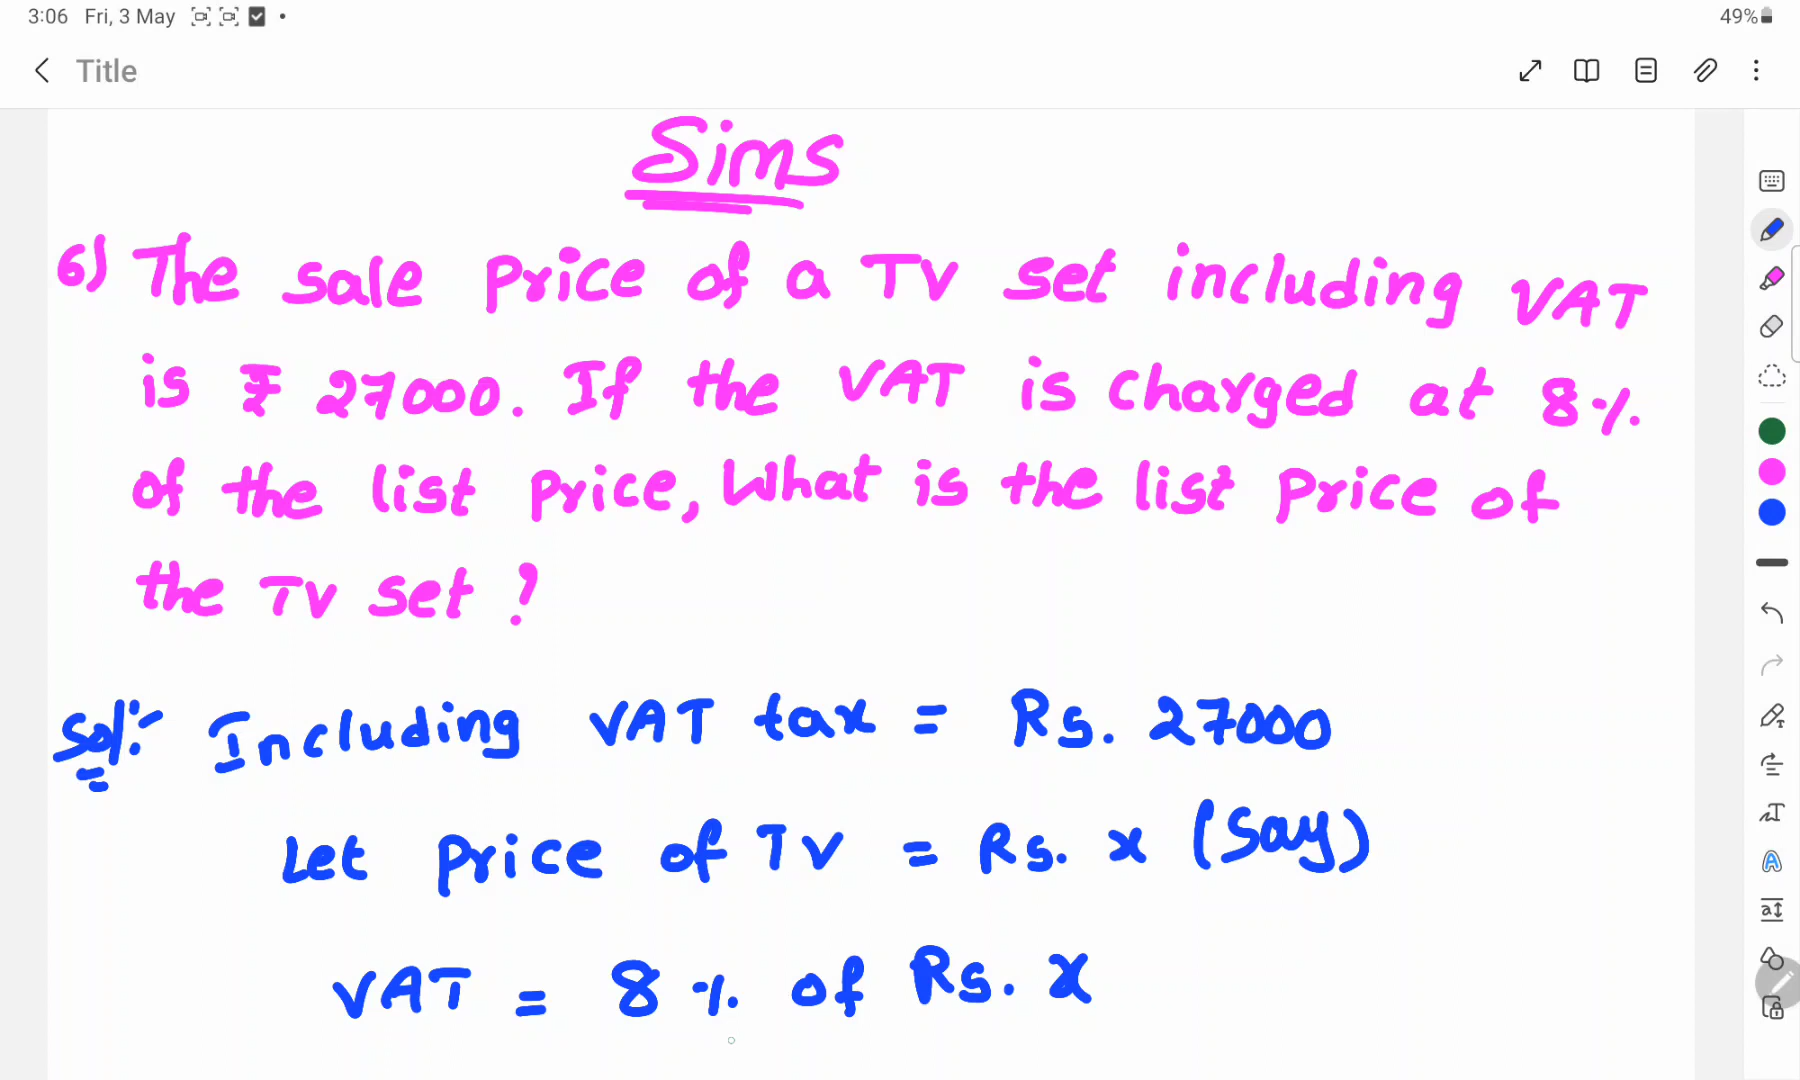 3:06 Fri, 3 May
49%
Title
Sims
6) The sale price of a TV set including VAT
is ₹ 27000. If the VAT is charged at 8%
of the list price, What is the list price of
the TV set ?
Sol:- Including VAT tax = Rs. 27000
Let price of TV = Rs. x (Say)
VAT = 8 % of Rs. x